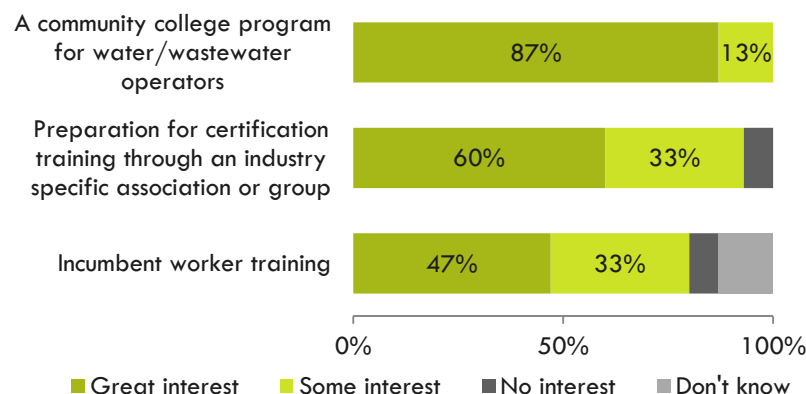 A community college program
for water/wastewater
operators
87%
13%
Preparation for certification
training through an industry
specific association or group
60%
33%
Incumbent worker training
47%
33%
0%
50%
100%
Great interest
Some interest
No interest
Don't know